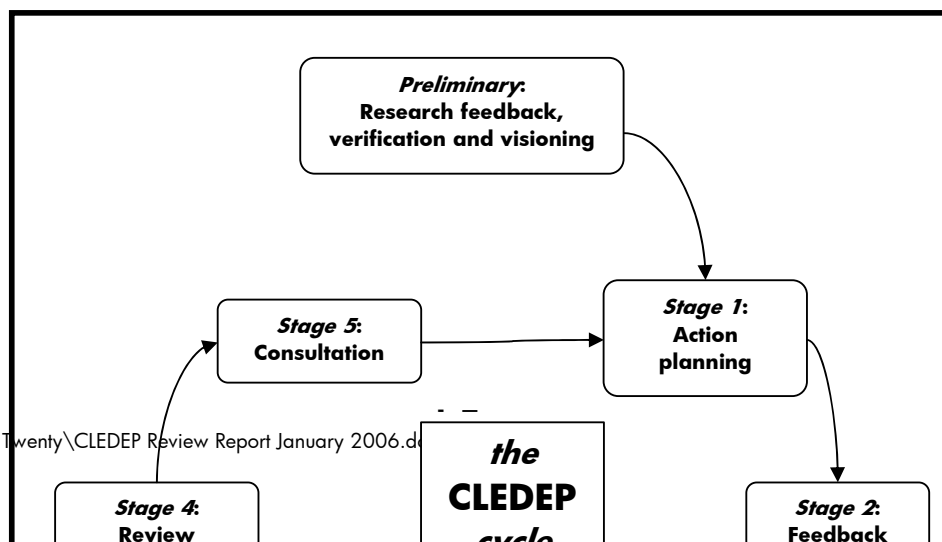 Preliminary:
Research feedback,
verification and visioning
Stage 1:
Action
planning
Stage 5:
Consultation
Twenty\CLEDEP Review Report January 2006.d
the
CLEDEP
cycle
Stage 4:
Review
Stage 2:
Feedback